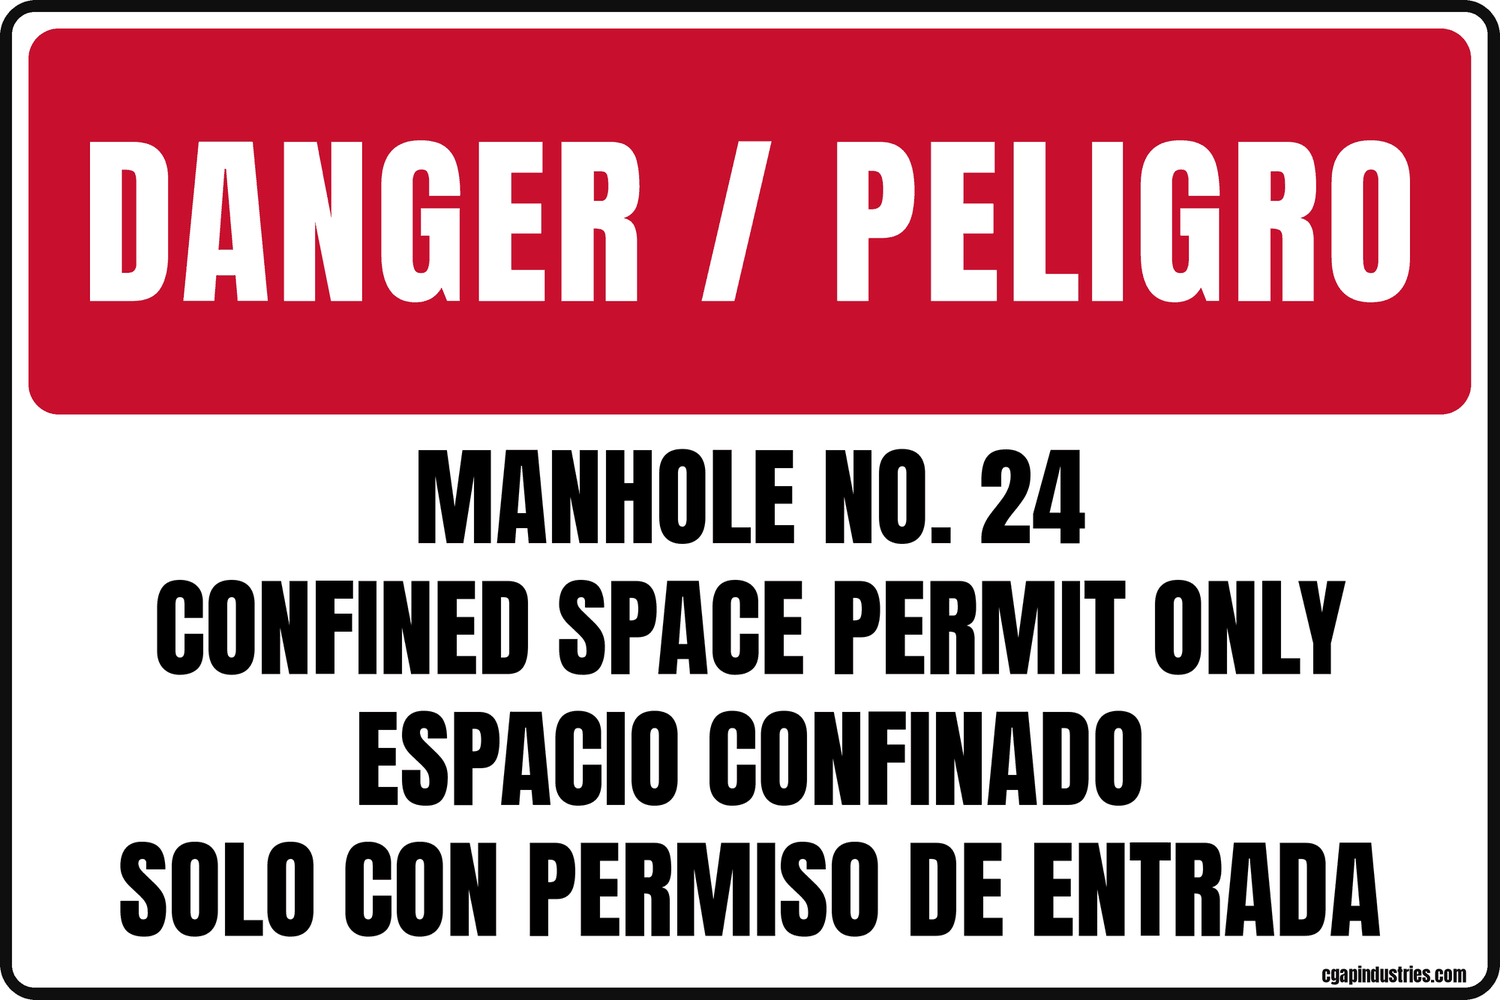 DANGER / PELIGRO
MANHOLE NO. 24
CONFINED SPACE PERMIT ONLY
ESPACIO CONFINADO
SOLO CON PERMISO DE ENTRADA
cgapindustries.com